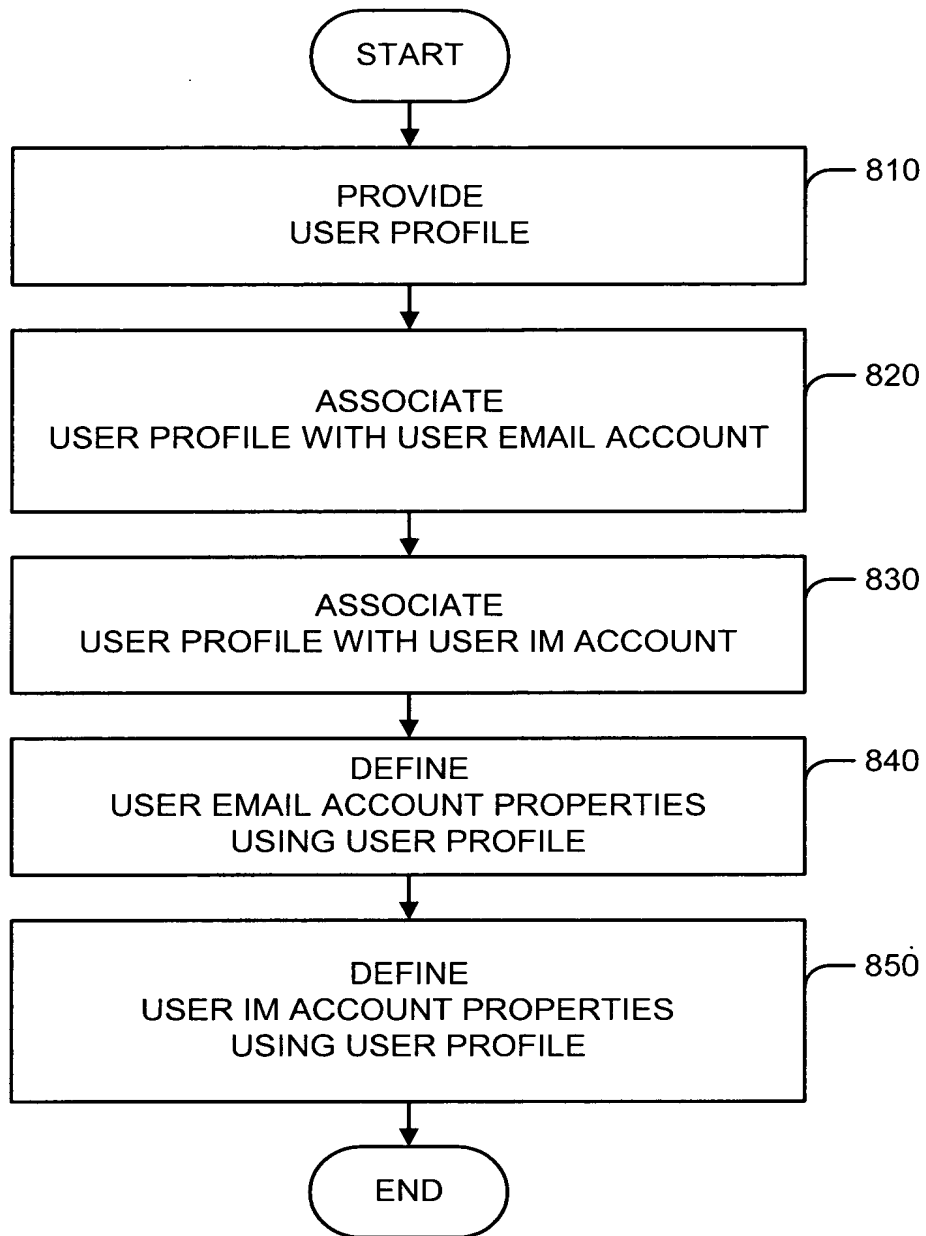 START
PROVIDE
USER PROFILE
810
ASSOCIATE
USER PROFILE WITH USER EMAIL ACCOUNT
820
ASSOCIATE
USER PROFILE WITH USER IM ACCOUNT
830
DEFINE
USER EMAIL ACCOUNT PROPERTIES
USING USER PROFILE
840
DEFINE
USER IM ACCOUNT PROPERTIES
USING USER PROFILE
850
END